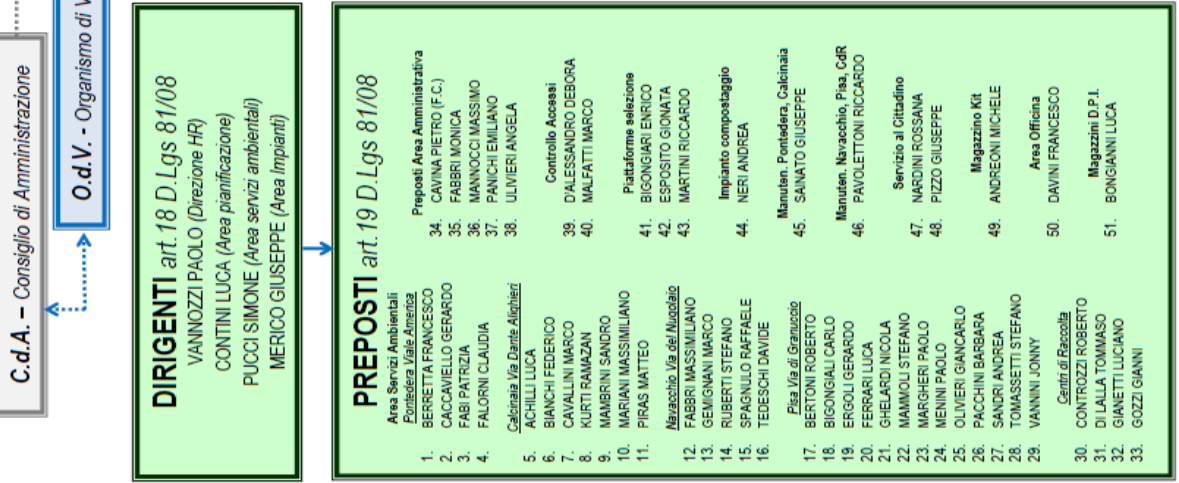 C.d.A. – Consiglio di Amministrazione
O.d.V. - Organismo di V
DIRIGENTI art.18 D.Lgs 81/08
VANNOZZI PAOLO (Direzione HR)
CONTINI LUCA (Area pianificazione)
PUCCI SIMONE (Area servizi ambientali)
MERICO GIUSEPPE (Area Impianti)
PREPOSTI art.19 D.Lgs 81/08
Area Servizi Ambientali
Pontedera Viale America
1. BERRETTA FRANCESCO
2. CACCAVIELLO GERARDO
3. FABI PATRIZIA
4. FALORNI CLAUDIA
Calcinaia Via Dante Alighieri
5. ACHILLI LUCA
6. BIANCHI FEDERICO
7. CAVALLINI MARCO
8. KURTI RAMAZAN
9. MAMBRINI SANDRO
10. MARIANI MASSIMILIANO
11. PIRAS MATTEO
Navacchio Via del Nugolaio
12. FABBRI MASSIMILIANO
13. GEMIGNANI MARCO
14. RUBERTI STEFANO
15. SPAGNULO RAFFAELE
16. TEDESCHI DAVIDE
Pisa Via di Granuccio
17. BERTONI ROBERTO
18. BIGONGIALI CARLO
19. ERGOLI GERARDO
20. FERRARI LUCA
21. GHELARDI NICOLA
22. MAMMOLI STEFANO
23. MARGHERI PAOLO
24. MENINI PAOLO
25. OLIVIERI GIANCARLO
26. PACCHINI BARBARA
27. SANDRI ANDREA
28. TOMASSETTI STEFANO
29. VANNINI JONNY
Centri di Raccolta
30. CONTROZZI ROBERTO
31. DI LALLA TOMMASO
32. GIANETTI LUCIANO
33. GOZZI GIANNI
Preposti Area Amministrativa
34. CAVINA PIETRO (F.C.)
35. FABBRI MONICA
36. MANNOCCI MASSIMO
37. PANICHI EMILIANO
38. ULIVIERI ANGELA
Controllo Accessi
39. D'ALESSANDRO DEBORA
40. MALFATTI MARCO
Piattaforme selezione
41. BIGONGIARI ENRICO
42. ESPOSITO GIONATA
43. MARTINI RICCARDO
Impianto compostaggio
44. NERI ANDREA
Manuten. Pontedera, Calcinaia
45. SAINATO GIUSEPPE
Manuten. Navacchio, Pisa, CdR
46. PAVOLETTONI RICCARDO
Servizio al Cittadino
47. NARDINI ROSSANA
48. PIZZO GIUSEPPE
Magazzino Kit
49. ANDREONI MICHELE
Area Officina
50. DAVINI FRANCESCO
Magazzini D.P.I.
51. BONGIANNI LUCA